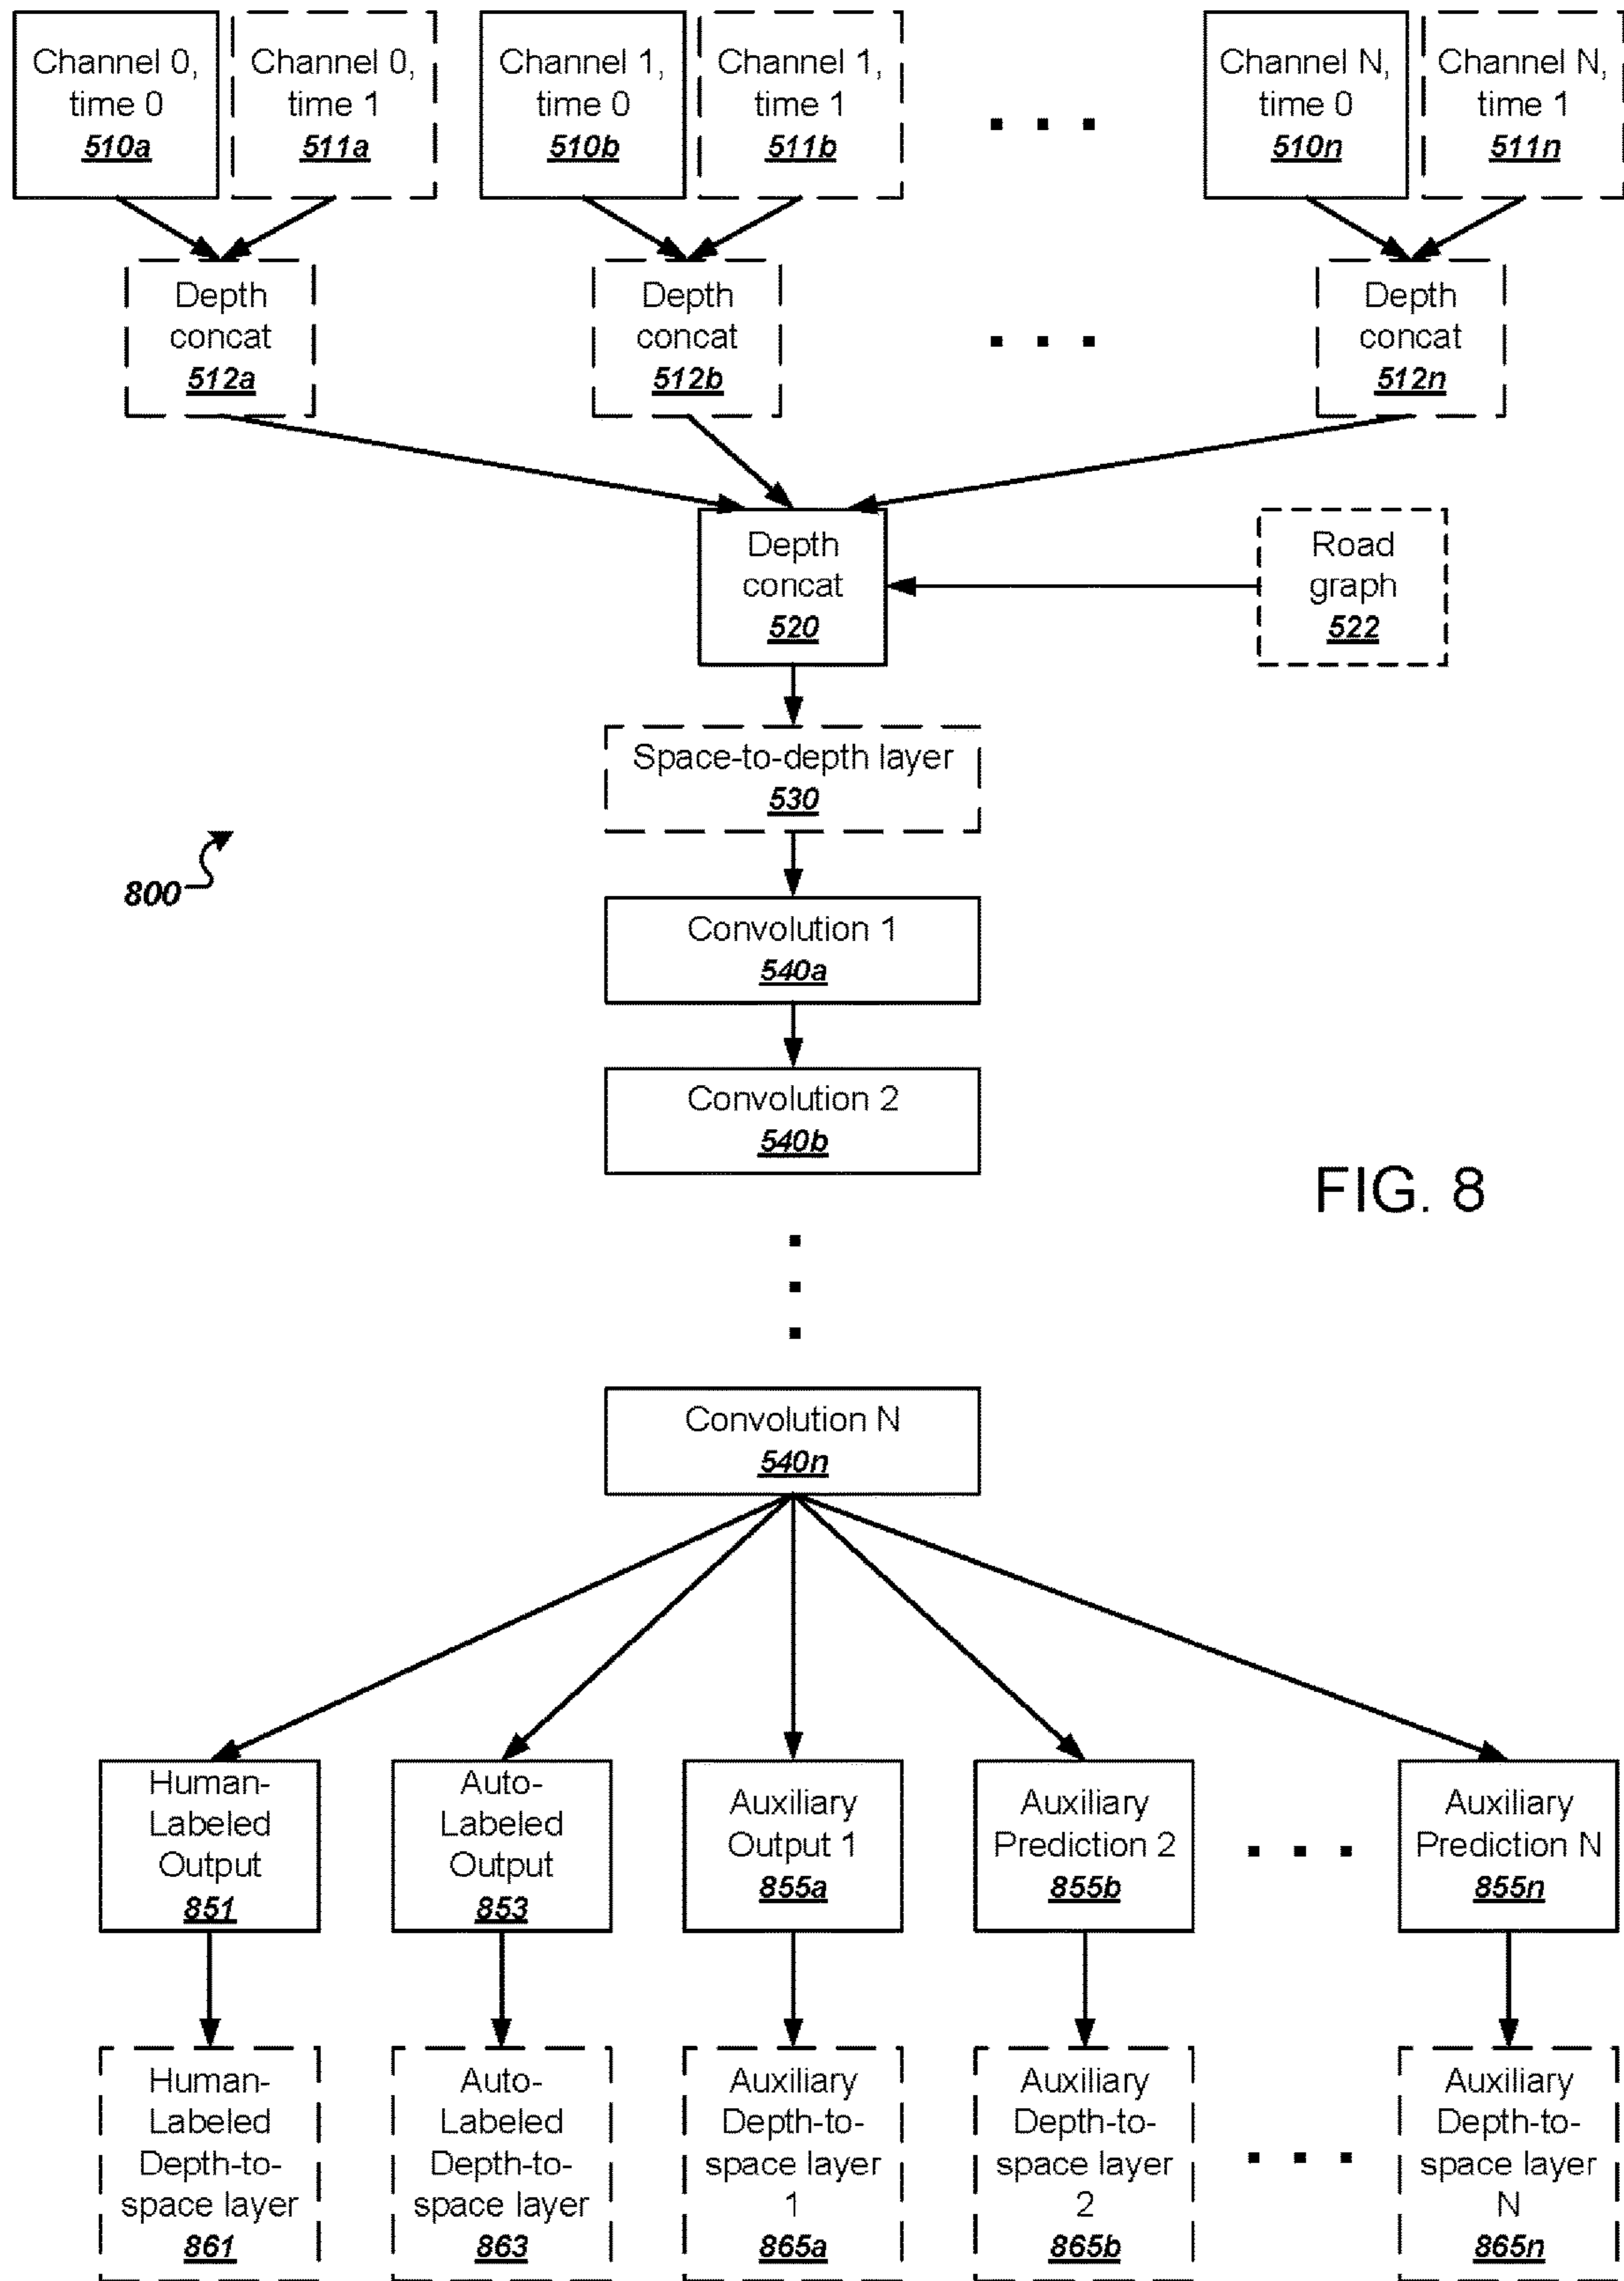 Channel 0,
time 0
510a
Channel 0,
time 1
511a
Channel 1,
time 0
510b
Channel 1,
time 1
511b
. . .
Channel N,
time 0
510n
Channel N,
time 1
511n
Depth
concat
512a
Depth
concat
512b
. . .
Depth
concat
512n
Depth
concat
520
Road
graph
522
Space-to-depth layer
530
800
Convolution 1
540a
Convolution 2
540b
FIG. 8
Convolution N
540n
Human-
Labeled
Output
851
Auto-
Labeled
Output
853
Auxiliary
Output 1
855a
Auxiliary
Prediction 2
855b
. . .
Auxiliary
Prediction N
855n
Human-
Labeled
Depth-to-
space layer
861
Auto-
Labeled
Depth-to-
space layer
863
Auxiliary
Depth-to-
space layer
1
865a
Auxiliary
Depth-to-
space layer
2
865b
. . .
Auxiliary
Depth-to-
space layer
N
865n